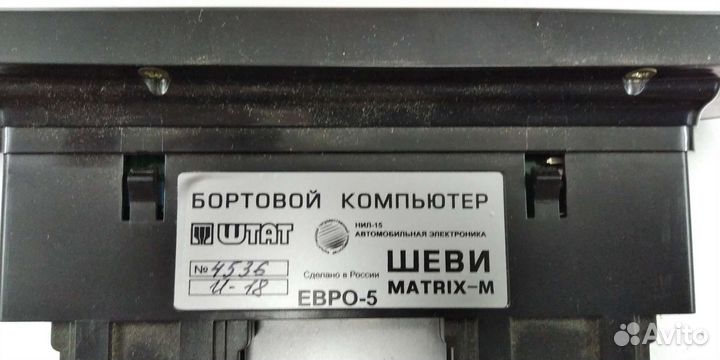 БОРТОВОЙ КОМПЬЮТЕР
ШТАТ
НИЛ-15
АВТОМОБИЛЬНАЯ ЭЛЕКТРОНИКА
№ 4536
И-18
Сделано в России
ЕВРО-5
ШЕВИ
MATRIX-M
Avito